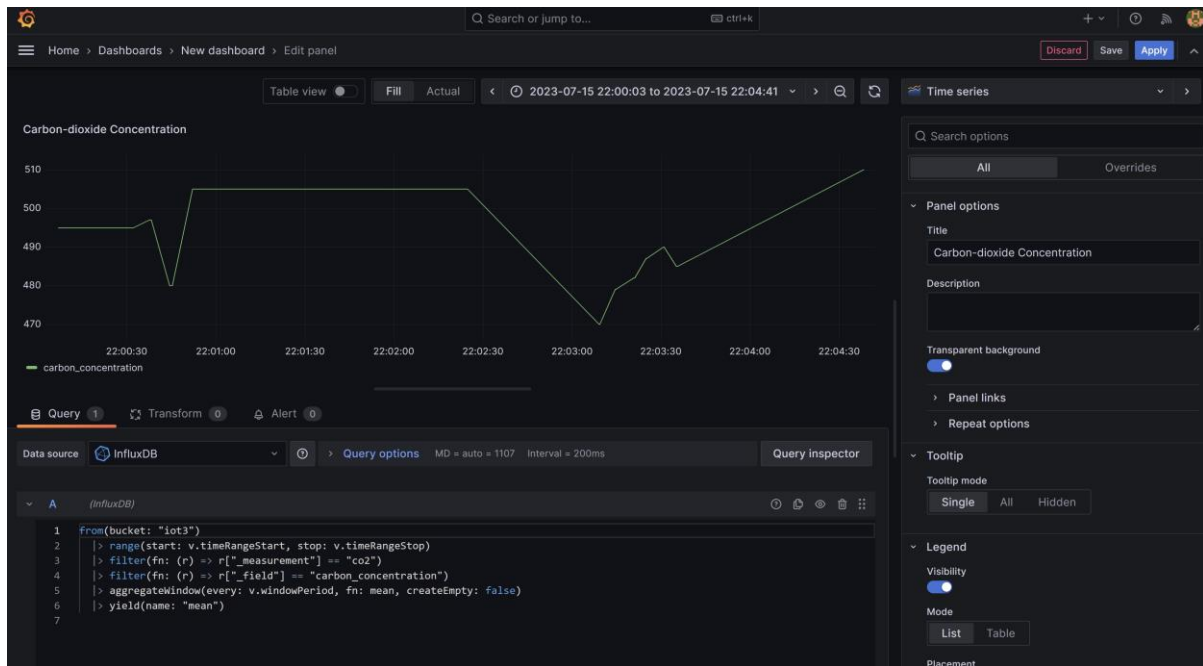 Search or jump to...
ctrl+k
Home > Dashboards > New dashboard > Edit panel
Discard
Save
Apply
Table view
Fill
Actual
2023-07-15 22:00:03 to 2023-07-15 22:04:41
Time series
Carbon-dioxide Concentration
510
500
490
480
470
22:00:30
22:01:00
22:01:30
22:02:00
22:02:30
22:03:00
22:03:30
22:04:00
22:04:30
carbon_concentration
Query 1
Transform 0
Alert 0
Data source
InfluxDB
Query options
MD = auto = 1107
Interval = 200ms
Query inspector
A
(InfluxDB)
1 from(bucket: "iot3")
2 |> range(start: v.timeRangeStart, stop: v.timeRangeStop)
3 |> filter(fn: (r) => r["_measurement"] == "co2")
4 |> filter(fn: (r) => r["_field"] == "carbon_concentration")
5 |> aggregateWindow(every: v.windowPeriod, fn: mean, createEmpty: false)
6 |> yield(name: "mean")
7
Search options
All
Overrides
Panel options
Title
Carbon-dioxide Concentration
Description
Transparent background
Panel links
Repeat options
Tooltip
Tooltip mode
Single
All
Hidden
Legend
Visibility
Mode
List
Table
Placement